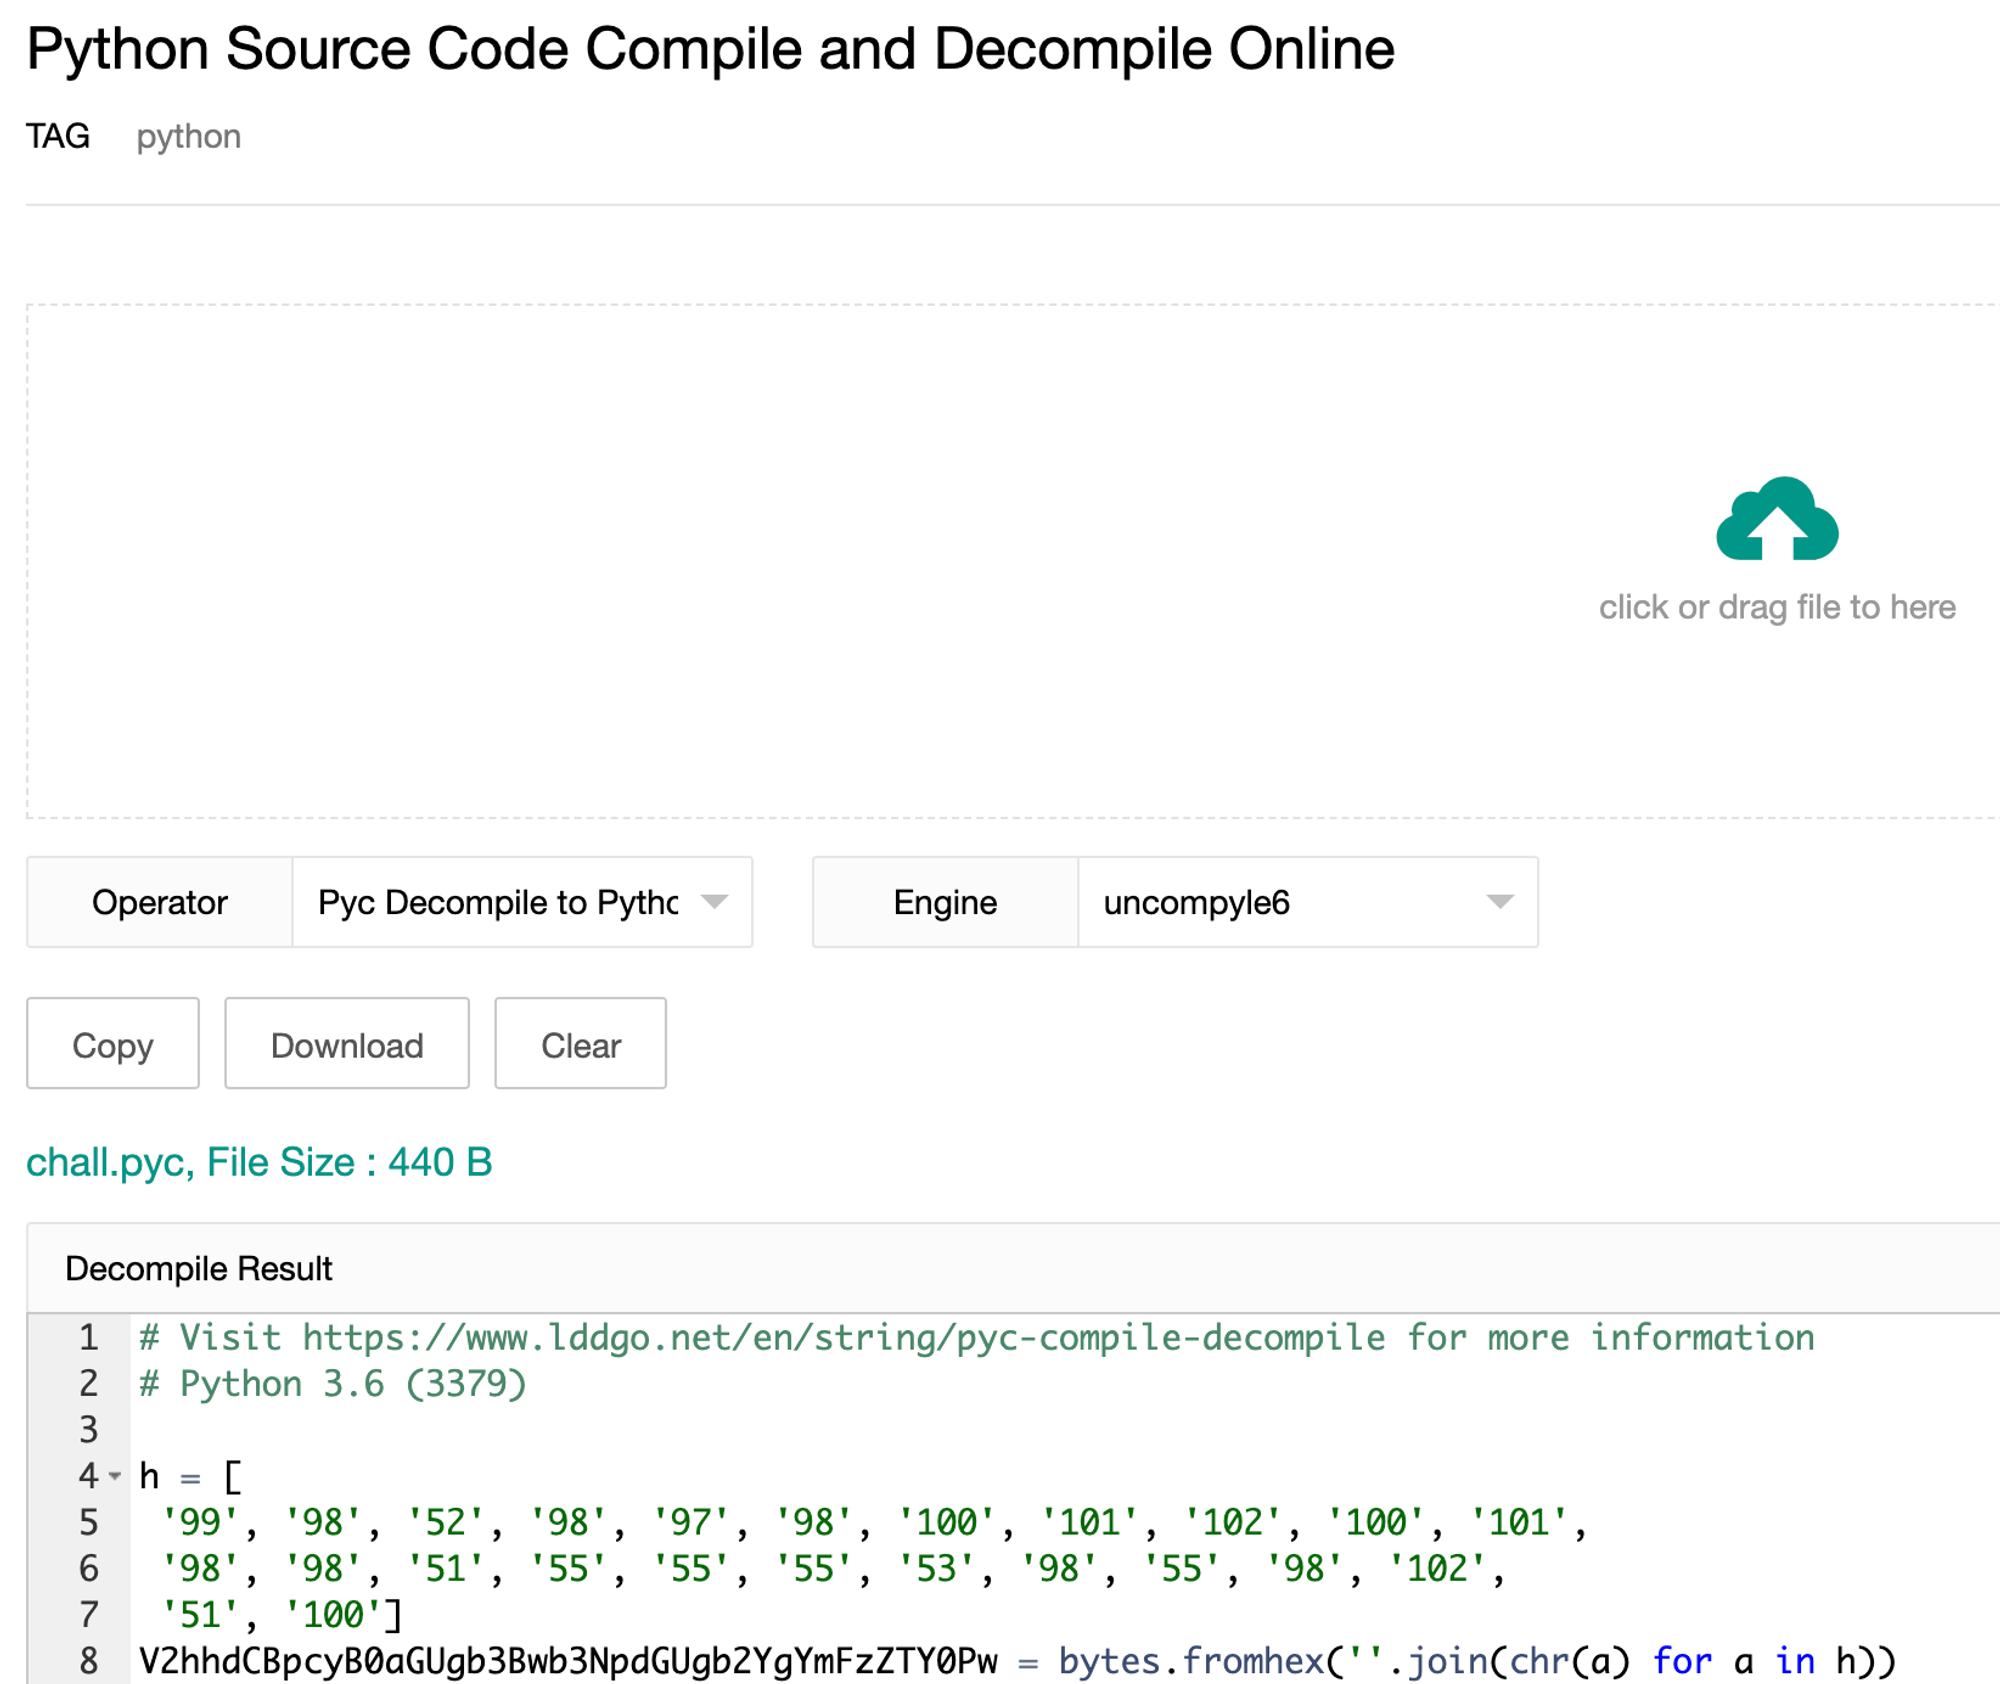 Python Source Code Compile and Decompile Online
TAG python
click or drag file to here
Operator Pyc Decompile to Pythc Engine uncompyle6
Copy Download Clear
chall.pyc, File Size : 440 B
Decompile Result
1 # Visit https://www.lddgo.net/en/string/pyc-compile-decompile for more information
2 # Python 3.6 (3379)
3
4 h = [
5 '99', '98', '52', '98', '97', '98', '100', '101', '102', '100', '101',
6 '98', '98', '51', '55', '55', '55', '53', '98', '55', '98', '102',
7 '51', '100']
8 V2hhdCBpcyB0aGUgb3Bwb3NpdGUgb2YgYmFzZTY0Pw = bytes.fromhex(''.join(chr(a) for a in h))